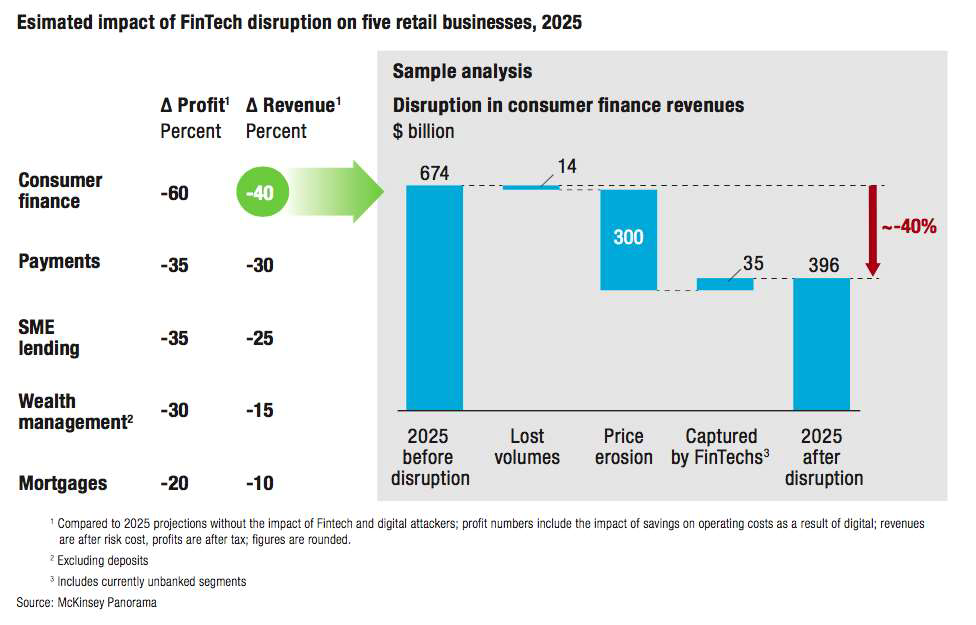 Esimated impact of FinTech disruption on five retail businesses, 2025
Δ Profit¹
Percent
Δ Revenue¹
Percent
Consumer
finance
-60
-40
Payments
-35
-30
SME
lending
-35
-25
Wealth
management²
-30
-15
Mortgages
-20
-10
Sample analysis
Disruption in consumer finance revenues
$ billion
674
14
300
35
396
~-40%
2025
before
disruption
Lost
volumes
Price
erosion
Captured
by FinTechs³
2025
after
disruption
¹ Compared to 2025 projections without the impact of Fintech and digital attackers; profit numbers include the impact of savings on operating costs as a result of digital; revenues
are after risk cost, profits are after tax; figures are rounded.
² Excluding deposits
³ Includes currently unbanked segments
Source: McKinsey Panorama